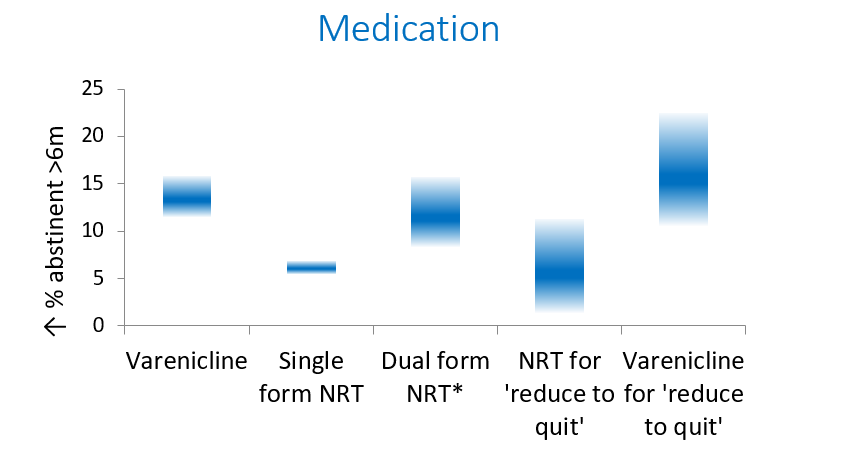 Medication
↑ % abstinent >6m
25
20
15
10
5
0
Varenicline
Single
form NRT
Dual form
NRT*
NRT for
'reduce to
quit'
Varenicline
for 'reduce
to quit'